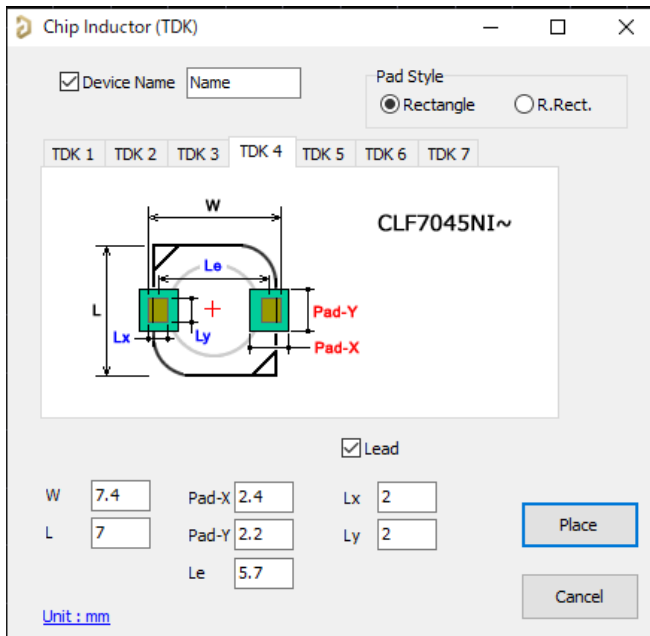 Chip Inductor (TDK)
Device Name Name
Pad Style
Rectangle R.Rect.
TDK 1 TDK 2 TDK 3 TDK 4 TDK 5 TDK 6 TDK 7
W
CLF7045NI~
Le
L
Pad-Y
Lx
Ly
Pad-X
Lead
W 7.4 Pad-X 2.4 Lx 2
L 7 Pad-Y 2.2 Ly 2
Place
Le 5.7
Cancel
Unit : mm